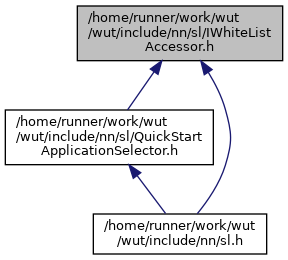 /home/runner/work/wut
/wut/include/nn/sl/IWhiteList
Accessor.h
/home/runner/work/wut
/wut/include/nn/sl/QuickStart
ApplicationSelector.h
/home/runner/work/wut
/wut/include/nn/sl.h